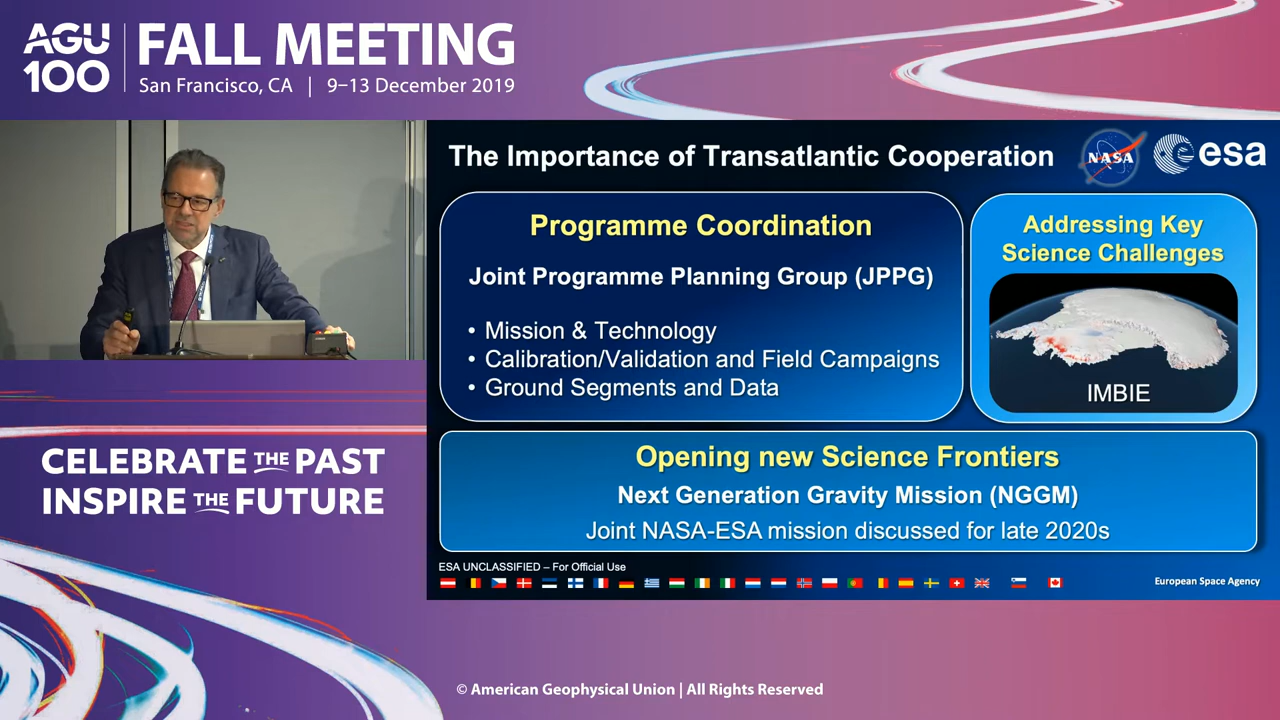 AGU
100
FALL MEETING
San Francisco, CA | 9–13 December 2019
The Importance of Transatlantic Cooperation
NASA
esa
Programme Coordination
Joint Programme Planning Group (JPPG)
• Mission & Technology
• Calibration/Validation and Field Campaigns
• Ground Segments and Data
Addressing Key
Science Challenges
IMBIE
Opening new Science Frontiers
Next Generation Gravity Mission (NGGM)
Joint NASA-ESA mission discussed for late 2020s
ESA UNCLASSIFIED – For Official Use
European Space Agency
CELEBRATE THE PAST
INSPIRE THE FUTURE
© American Geophysical Union | All Rights Reserved